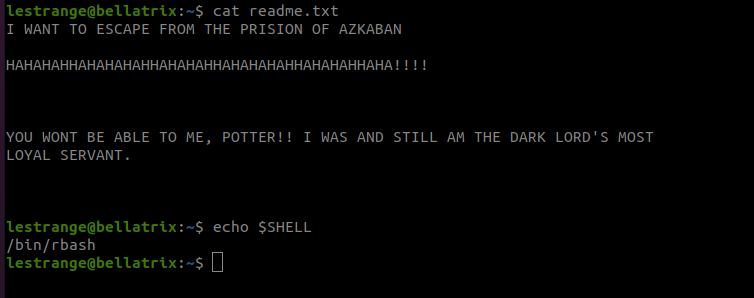 lestrange@bellatrix:~$ cat readme.txt
I WANT TO ESCAPE FROM THE PRISION OF AZKABAN
HAHAHAHHAHAHAHAHHAHAHAHHAHAHAHAHHAHAHAHHAHA!!!!
YOU WONT BE ABLE TO ME, POTTER!! I WAS AND STILL AM THE DARK LORD'S MOST
LOYAL SERVANT.
lestrange@bellatrix:~$ echo $SHELL
/bin/rbash
lestrange@bellatrix:~$